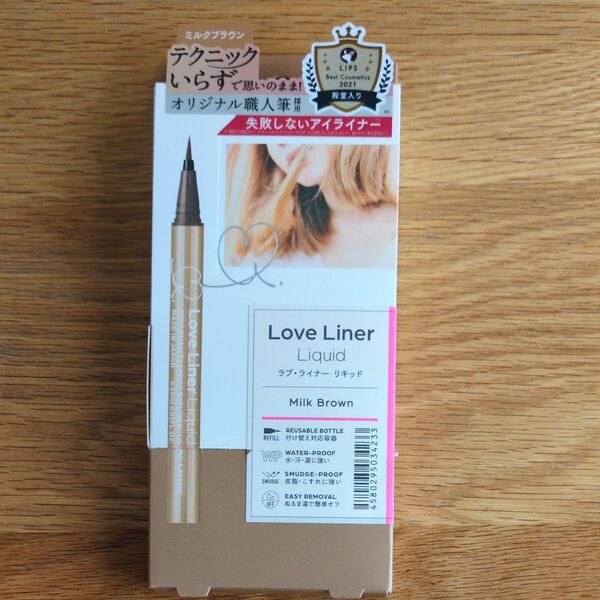 ミルクブラウン
テクニック
いらずで思いのまま!
オリジナル職人筆採用
失敗しないアイライナー
LIPS
Best Cosmetics
2021
殿堂入り
Love Liner Liquid
MADE IN JAPAN
Love Liner
Liquid
ラブ・ライナー リキッド
Milk Brown
REFILL
REUSABLE BOTTLE
付け替え対応容器
WP
WATER-PROOF
水・汗・涙に強い
SMUDGE
SMUDGE-PROOF
皮脂・こすれに強い
OFF
EASY REMOVAL
ぬるま湯で簡単オフ
4580295034233